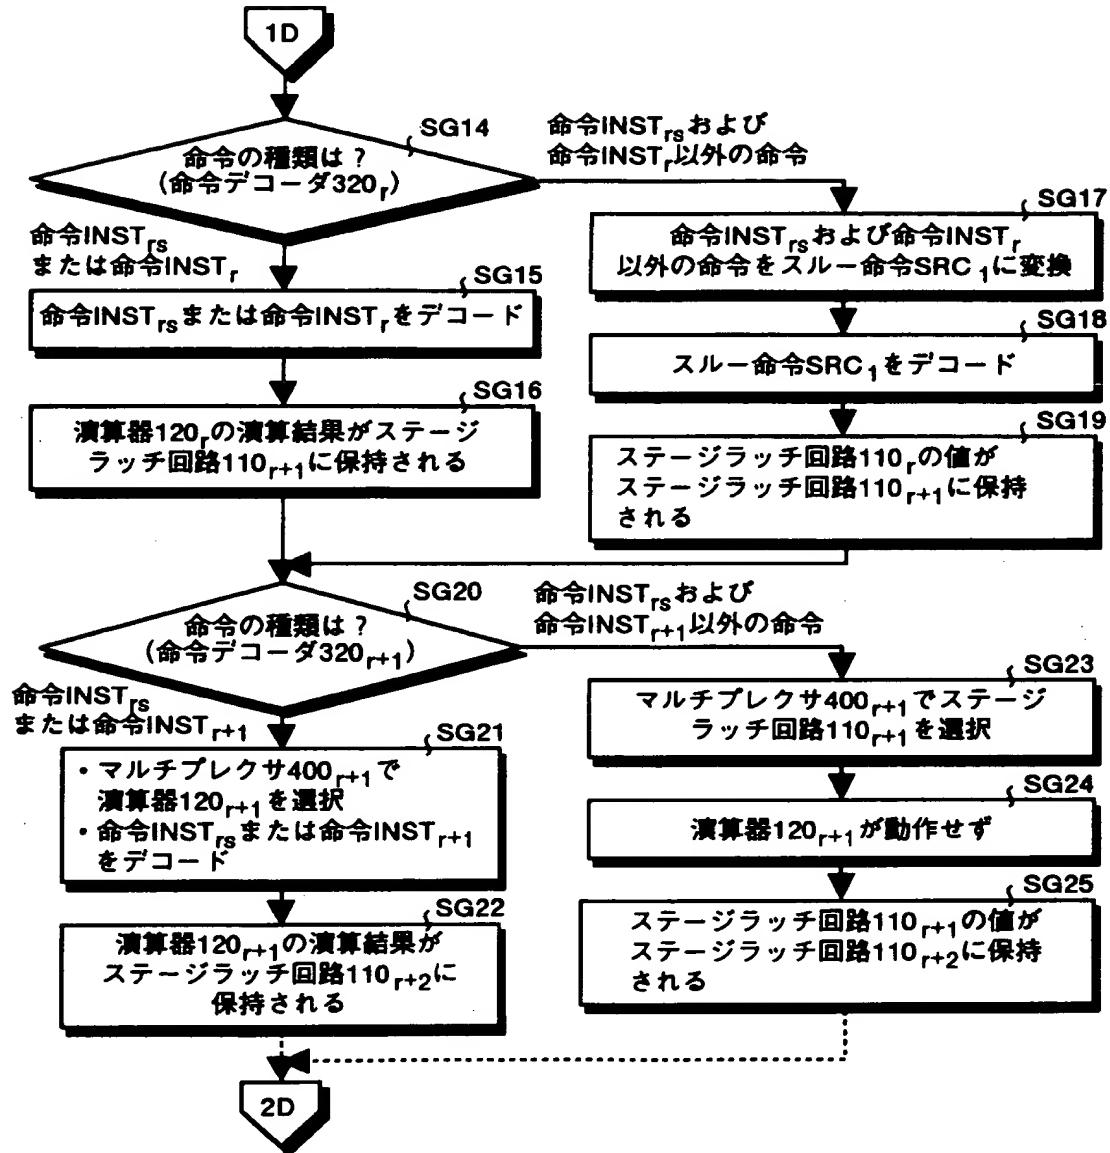 1D
SG14
命令の種類は？
（命令デコーダ320r）
命令INSTrsおよび
命令INSTr以外の命令
命令INSTrs
または命令INSTr
SG15
命令INSTrsまたは命令INSTrをデコード
SG16
演算器120rの演算結果がステージ
ラッチ回路110r+1に保持される
SG17
命令INSTrsおよび命令INSTr
以外の命令をスルー命令SRC1に変換
SG18
スルー命令SRC1をデコード
SG19
ステージラッチ回路110rの値が
ステージラッチ回路110r+1に保持
される
SG20
命令の種類は？
（命令デコーダ320r+1）
命令INSTrsおよび
命令INSTr+1以外の命令
命令INSTrs
または命令INSTr+1
SG21
・マルチプレクサ400r+1で
演算器120r+1を選択
・命令INSTrsまたは命令INSTr+1
をデコード
SG22
演算器120r+1の演算結果が
ステージラッチ回路110r+2に
保持される
SG23
マルチプレクサ400r+1でステージ
ラッチ回路110r+1を選択
SG24
演算器120r+1が動作せず
SG25
ステージラッチ回路110r+1の値が
ステージラッチ回路110r+2に保持
される
2D